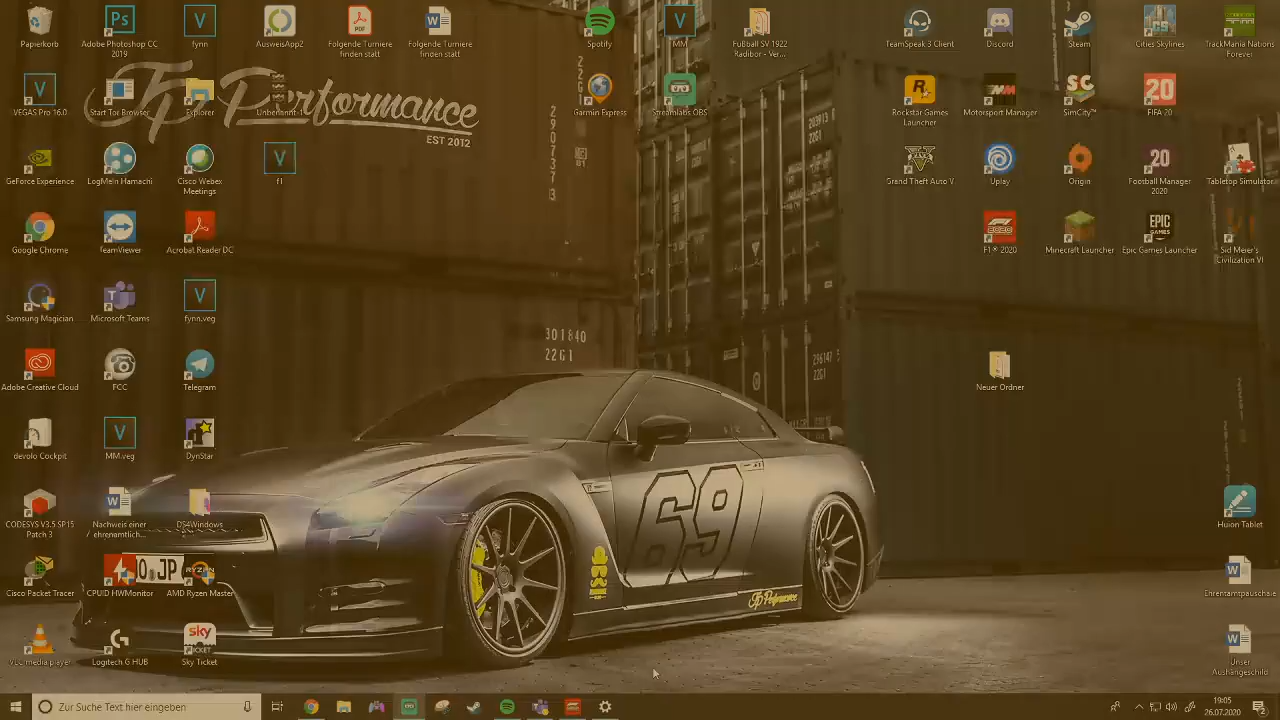 Papierkorb
Adobe Photoshop CC
2019
fynn
AusweisApp2
Folgende Turniere
finden statt
Folgende Turniere
finden statt
Spotify
MM
Fußball SV 1922
Radibor - Ver...
TeamSpeak 3 Client
Discord
Steam
Cities Skylines
TrackMania Nations
Forever
JP Performance
EST 2012
VEGAS Pro 16.0
Start Tor Browser
Explorer
Unbenannt-1
Garmin Express
Streamlabs OBS
Rockstar Games
Launcher
Motorsport Manager
SimCity™
FIFA 20
GeForce Experience
LogMeIn Hamachi
Cisco Webex
Meetings
f1
Grand Theft Auto V
Uplay
Origin
Football Manager
2020
Tabletop Simulator
Google Chrome
TeamViewer
Acrobat Reader DC
F1® 2020
Minecraft Launcher
Epic Games Launcher
Sid Meier's
Civilization VI
Samsung Magician
Microsoft Teams
fynn.veg
301840
22G1
Adobe Creative Cloud
FCC
Telegram
Neuer Ordner
devolo Cockpit
MM.veg
DynStar
69
CODESYS V3.5 SP15
Patch 3
Nachweis einer
ehrenamtlich...
DS4Windows
Huion Tablet
Cisco Packet Tracer
CPUID HWMonitor
AMD Ryzen Master
JP Performance
Ehrenamtpauschale
VLC media player
Logitech G HUB
Sky Ticket
Unser
Aushängeschild
Zur Suche Text hier eingeben
19:05
26.07.2020